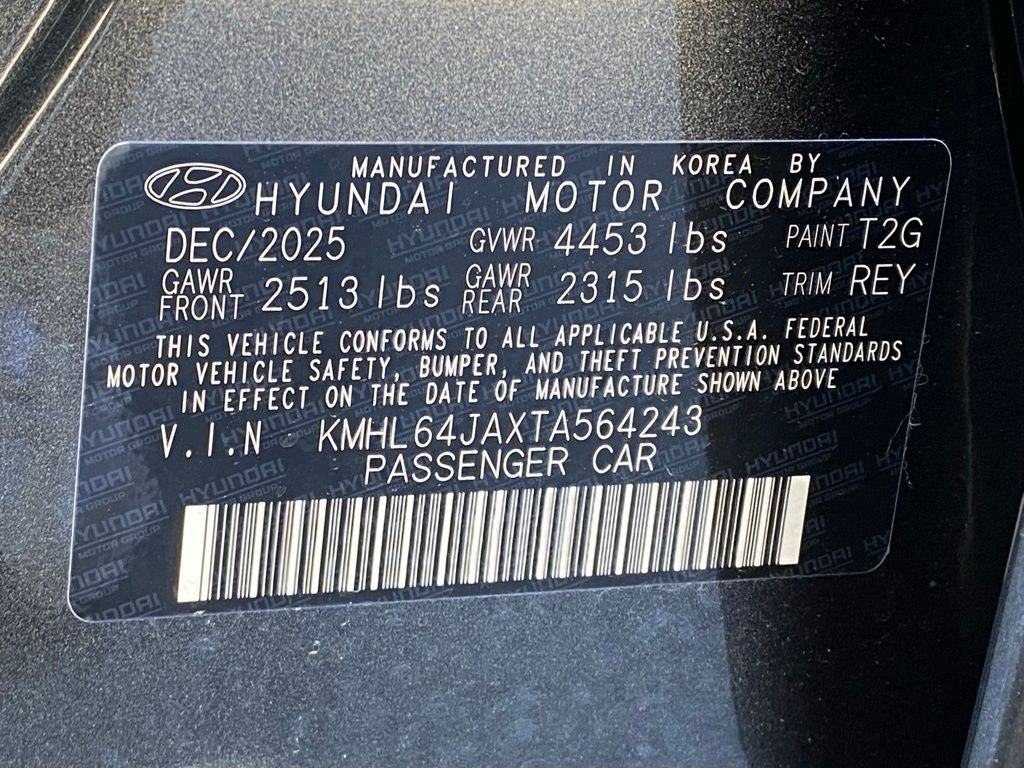 MANUFACTURED IN KOREA BY
HYUNDAI MOTOR COMPANY
DEC/2025 GVWR 4453 lbs PAINT T2G
GAWR FRONT 2513 lbs GAWR REAR 2315 lbs TRIM REY
THIS VEHICLE CONFORMS TO ALL APPLICABLE U.S.A. FEDERAL
MOTOR VEHICLE SAFETY, BUMPER, AND THEFT PREVENTION STANDARDS
IN EFFECT ON THE DATE OF MANUFACTURE SHOWN ABOVE
V.I.N KMHL64JAXTA564243
PASSENGER CAR